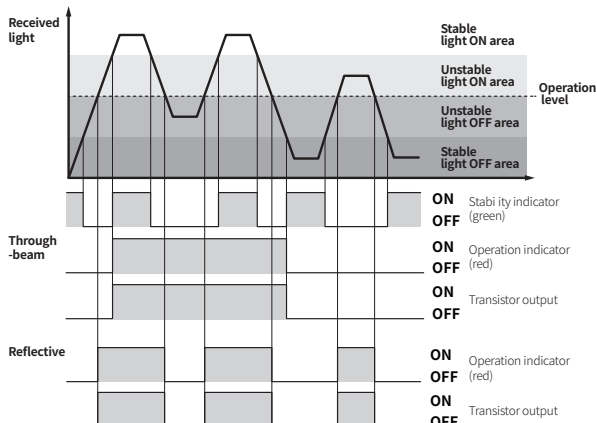 Received
light
Stable
light ON area
Unstable
light ON area
Operation
level
Unstable
light OFF area
Stable
light OFF area
ON
OFF
Stabi ity indicator
(green)
Through
-beam
ON
OFF
Operation indicator
(red)
ON
OFF
Transistor output
Reflective
ON
OFF
Operation indicator
(red)
ON
OFF
Transistor output